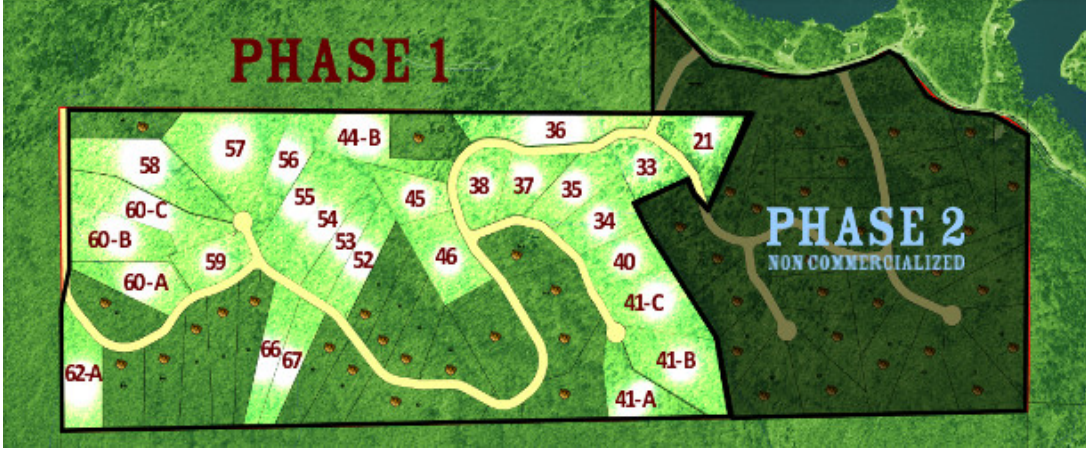 PHASE 1
36
44-B
21
57
56
58
33
45
38
37
35
55
60-C
54
34
60-B
53
59
52
46
40
60-A
41-C
66
67
41-B
62-A
41-A
PHASE 2
NON COMMERCIALIZED